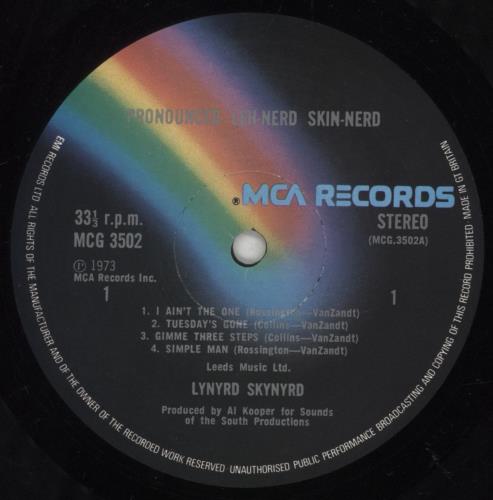 PRONOUNCED LEH-NERD SKIN-NERD
® MCA RECORDS
33⅓ r.p.m.
MCG 3502
STEREO
(MCG.3502A)
Ⓟ 1973
MCA Records Inc.
1
1
1. I AIN'T THE ONE (Rossington—VanZandt)
2. TUESDAY'S GONE (Collins—VanZandt)
3. GIMME THREE STEPS (Collins—VanZandt)
4. SIMPLE MAN (Rossington—VanZandt)
Leeds Music Ltd.
LYNYRD SKYNYRD
Produced by Al Kooper for Sounds
of the South Productions
EMI RECORDS LTD ALL RIGHTS OF THE MANUFACTURER AND OF THE OWNER OF THE RECORDED WORK RESERVED UNAUTHORISED PUBLIC PERFORMANCE BROADCASTING AND COPYING OF THIS RECORD PROHIBITED · MADE IN GT BRITAIN